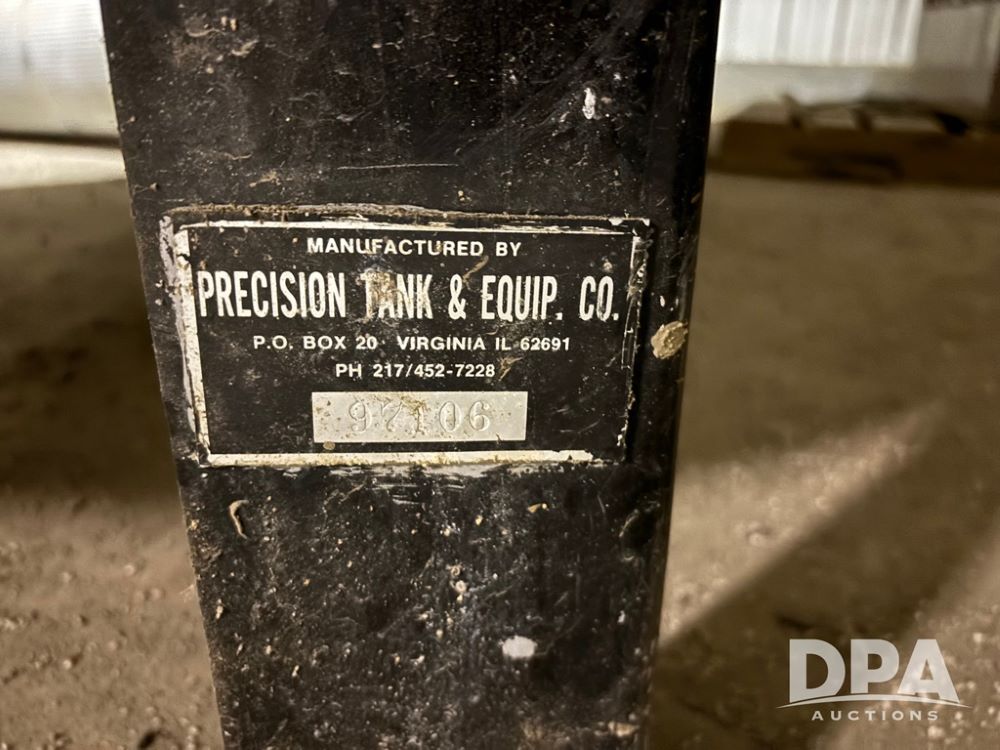 MANUFACTURED BY
PRECISION TANK & EQUIP. CO.
P.O. BOX 20 VIRGINIA IL 62691
PH 217/452-7228
97106
DPA
AUCTIONS